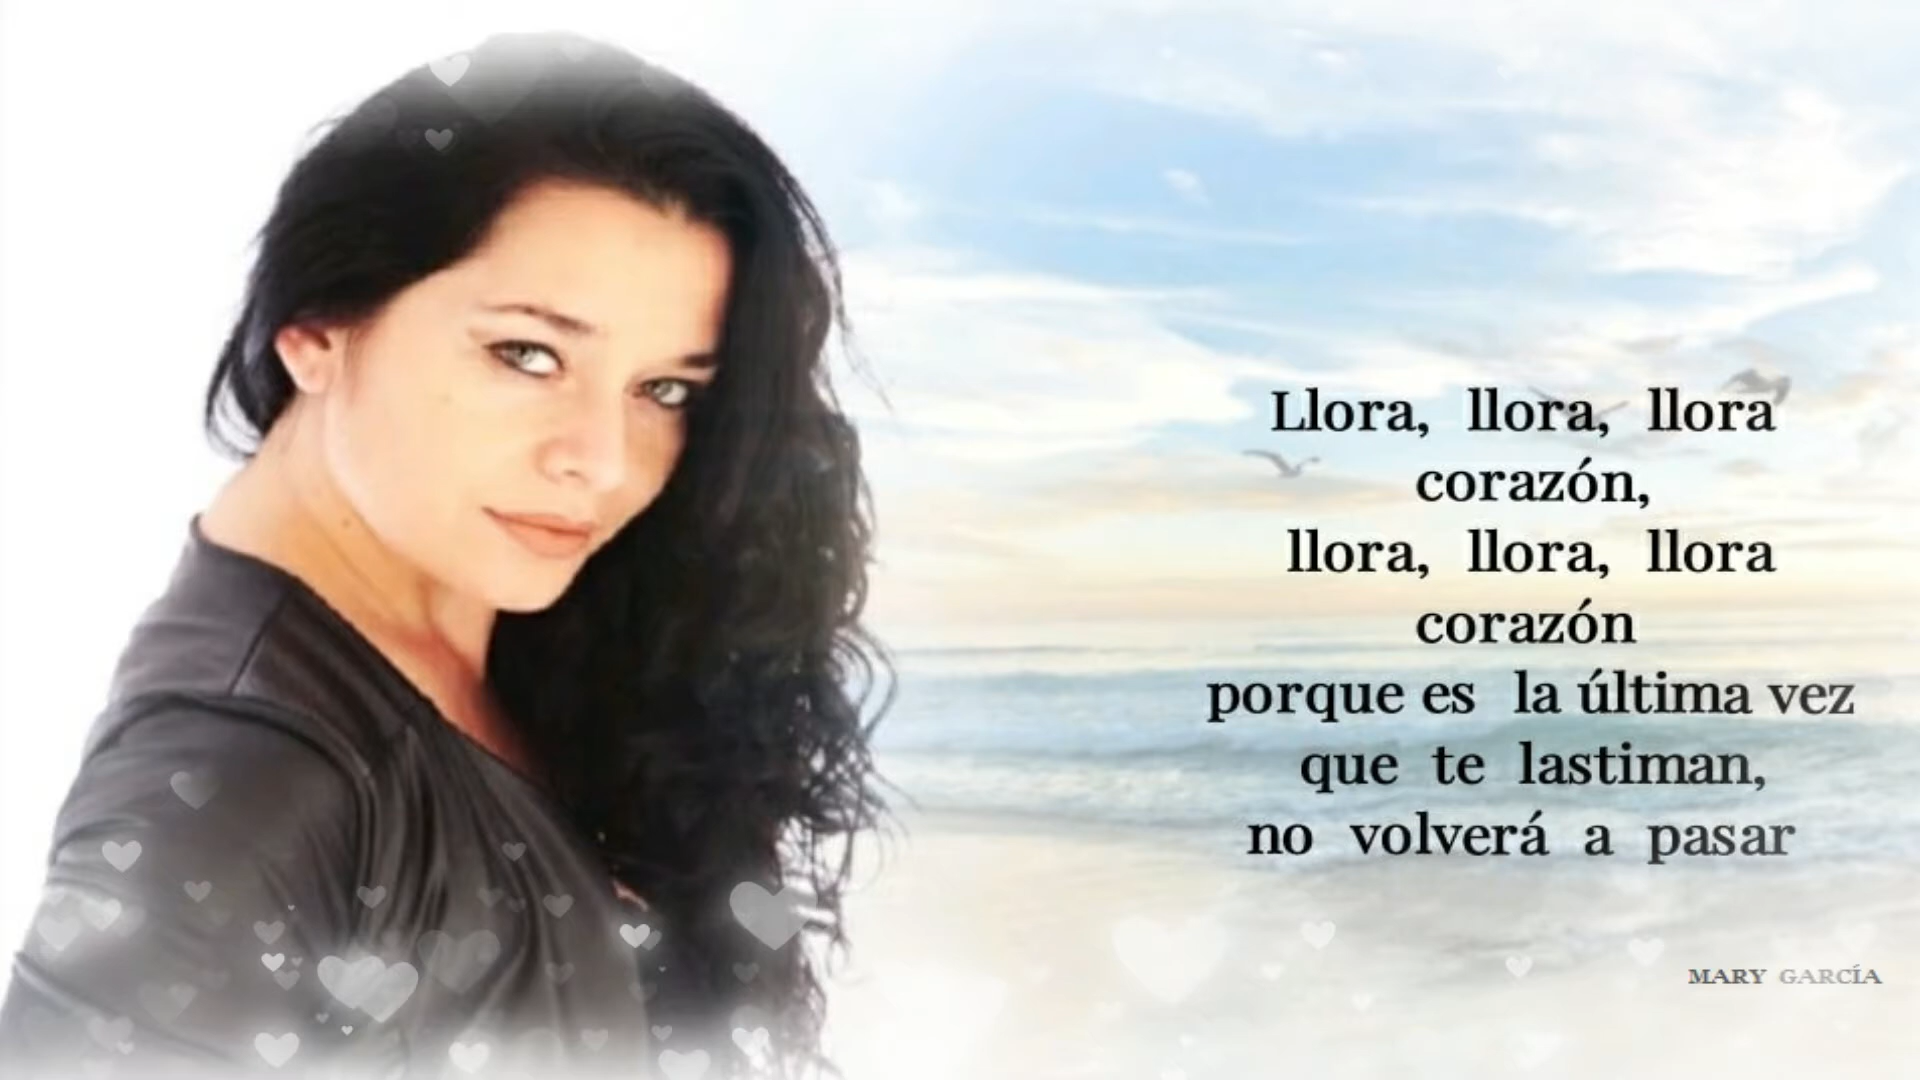 Llora, llora, llora
corazón,
llora, llora, llora
corazón
porque es la última vez
que te lastiman,
no volverá a pasar
MARY GARCÍA